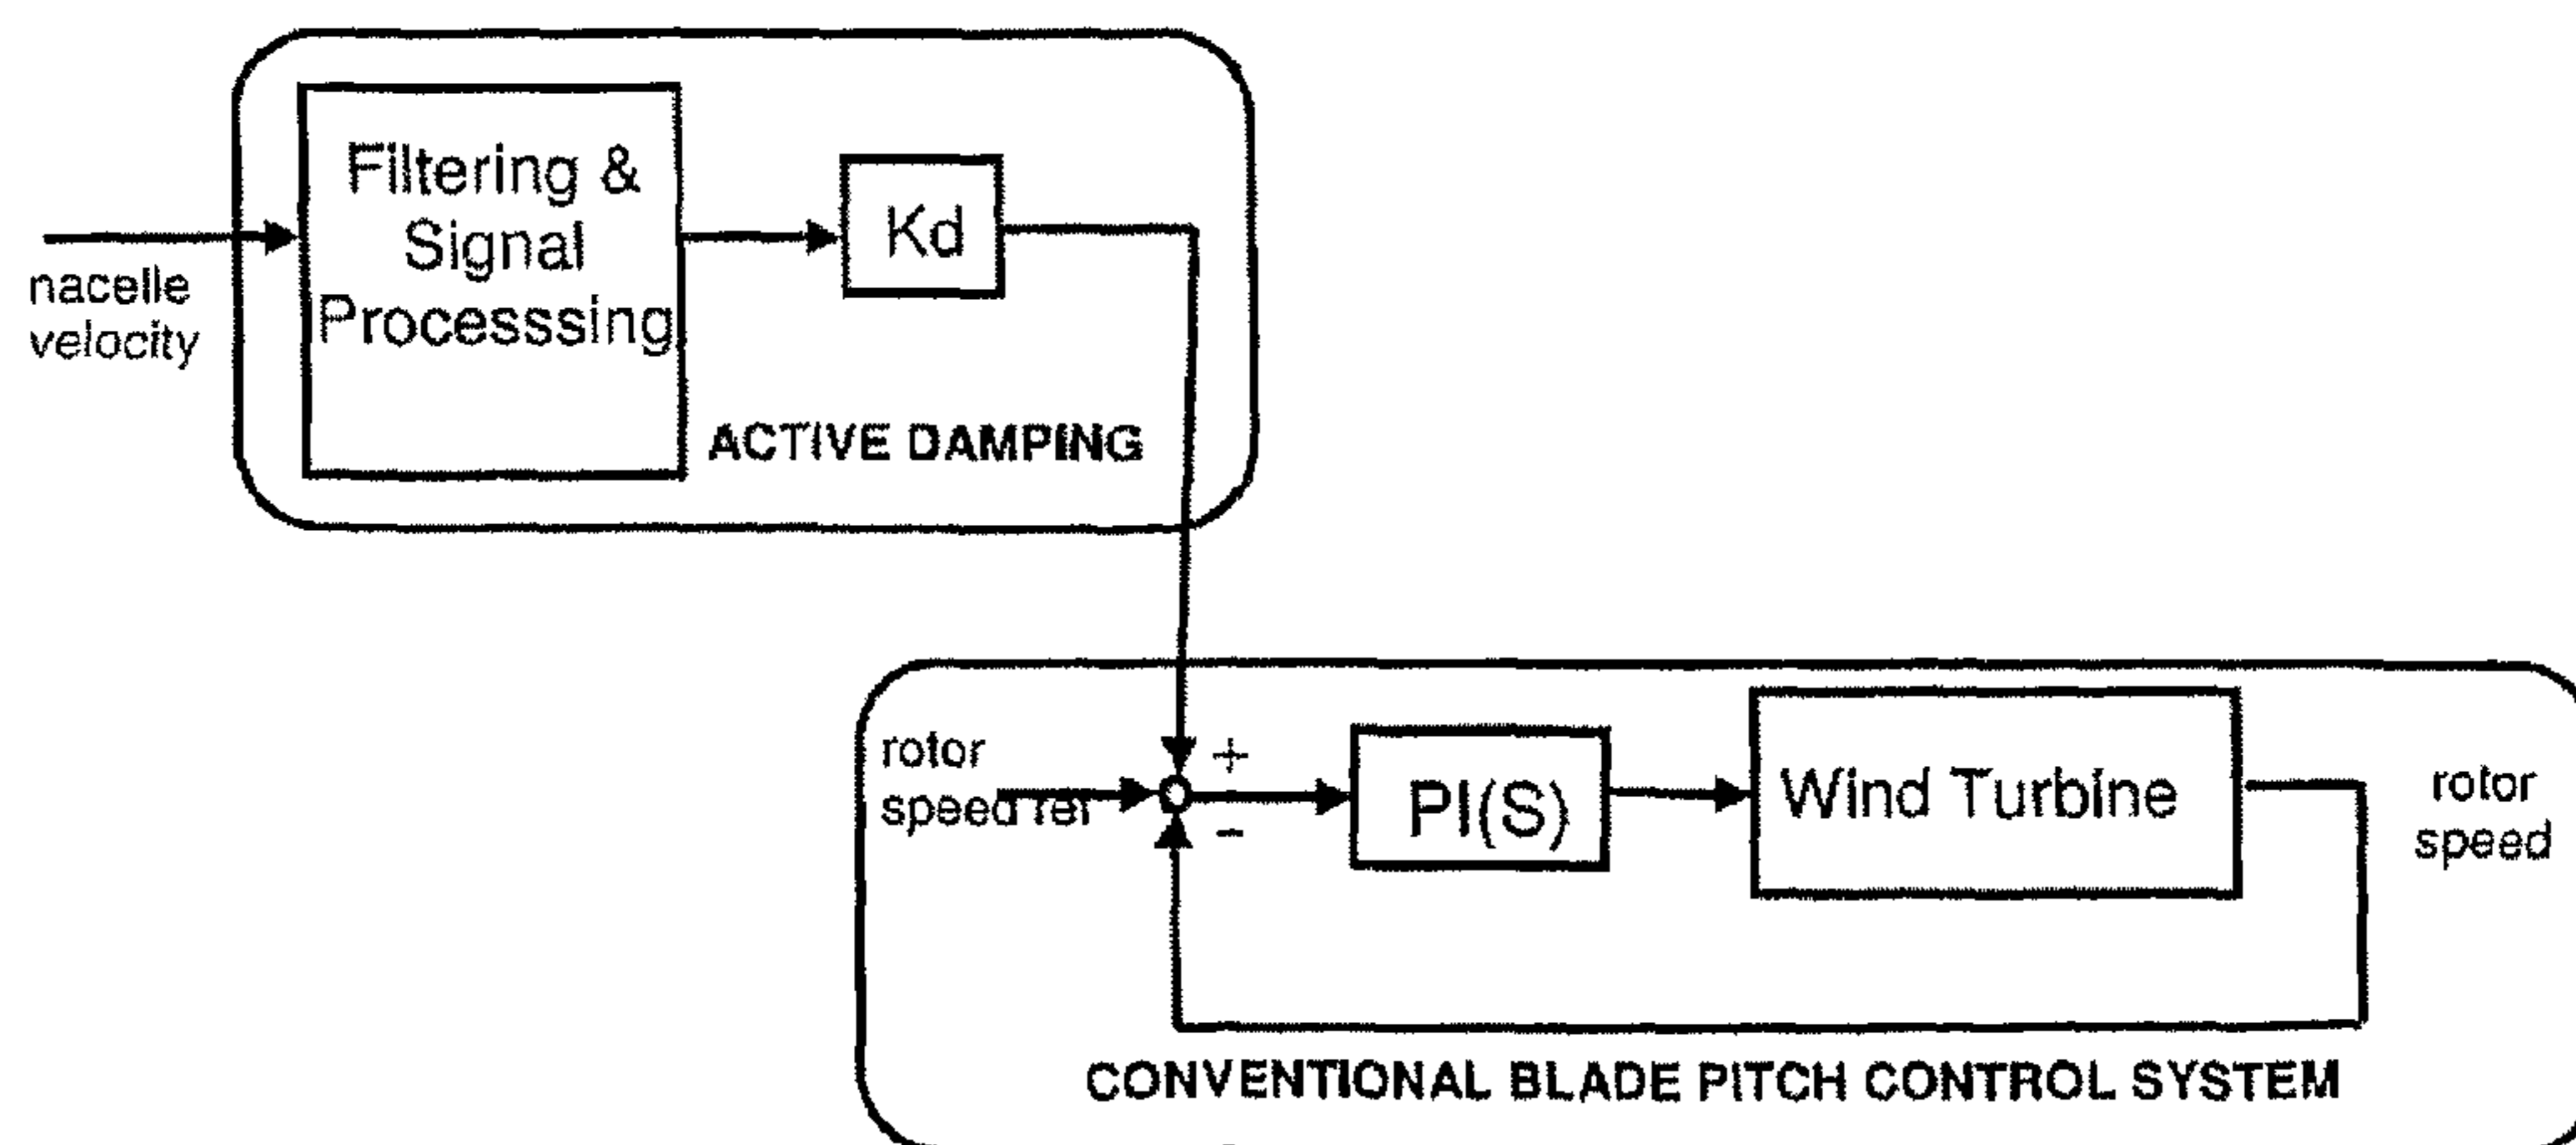 Filtering &
Signal
Processsing
Kd
nacelle
velocity
ACTIVE DAMPING
rotor
speed ref
+
-
PI(S)
Wind Turbine
rotor
speed
CONVENTIONAL BLADE PITCH CONTROL SYSTEM